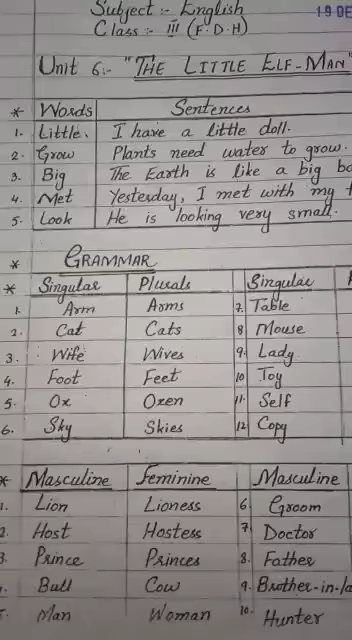 Subject :- English
19 DE
Class :- III (F.D.H)
Unit 6:- "THE LITTLE ELF-MAN"
* Words Sentences
1. Little. I have a little doll.
2. Grow Plants need water to grow.
3. Big The Earth is like a big ba
4. Met Yesterday, I met with my f
5. Look He is looking very small.
* GRAMMAR
* Singular Plurals Singular
1. Arm Arms 7. Table
2. Cat Cats 8 Mouse
3. Wife Wives 9. Lady
4. Foot Feet 10 Toy
5. Ox Oxen 11. Self
6. Sky Skies 12 Copy
* Masculine Feminine Masculine
1. Lion Lioness 6. Groom
2. Host Hostess 7. Doctor
3. Prince Princes 8. Father
4. Bull Cow 9. Brother-in-la
5. Man Woman 10. Hunter